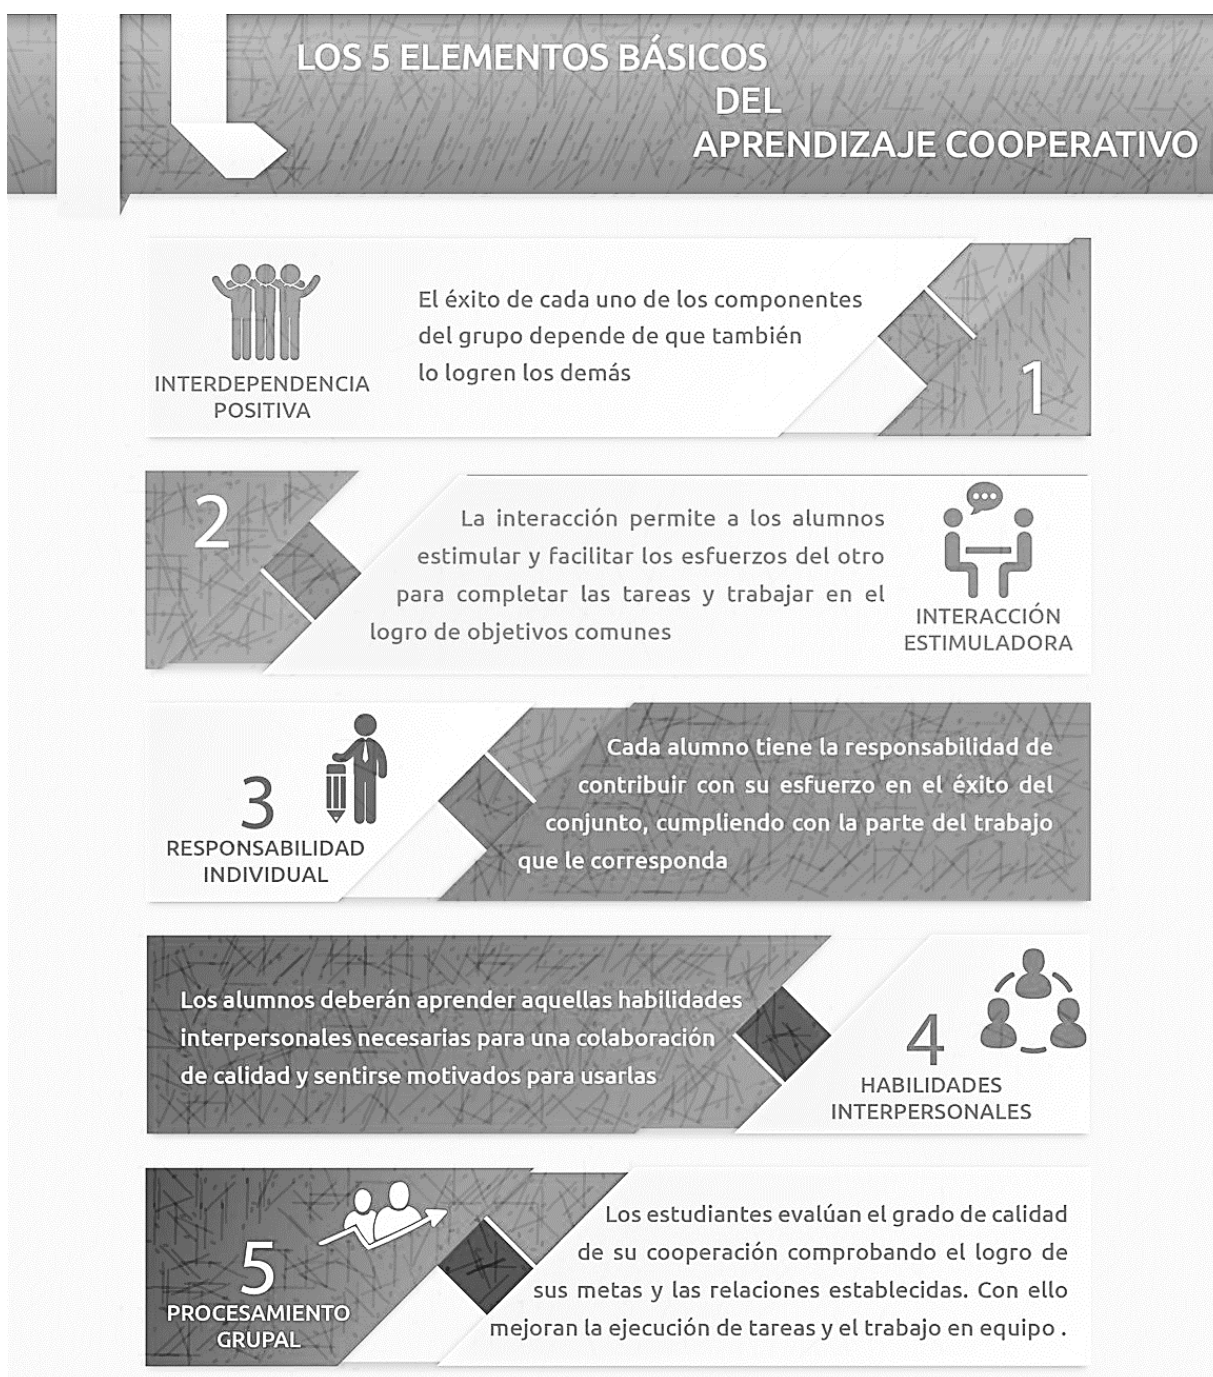 LOS 5 ELEMENTOS BÁSICOS
DEL
APRENDIZAJE COOPERATIVO
INTERDEPENDENCIA
POSITIVA
El éxito de cada uno de los componentes
del grupo depende de que también
lo logren los demás
1
2
La interacción permite a los alumnos
estimular y facilitar los esfuerzos del otro
para completar las tareas y trabajar en el
logro de objetivos comunes
INTERACCIÓN
ESTIMULADORA
3
RESPONSABILIDAD
INDIVIDUAL
Cada alumno tiene la responsabilidad de
contribuir con su esfuerzo en el éxito del
conjunto, cumpliendo con la parte del trabajo
que le corresponda
Los alumnos deberán aprender aquellas habilidades
interpersonales necesarias para una colaboración
de calidad y sentirse motivados para usarlas
4
HABILIDADES
INTERPERSONALES
5
PROCESAMIENTO
GRUPAL
Los estudiantes evalúan el grado de calidad
de su cooperación comprobando el logro de
sus metas y las relaciones establecidas. Con ello
mejoran la ejecución de tareas y el trabajo en equipo .